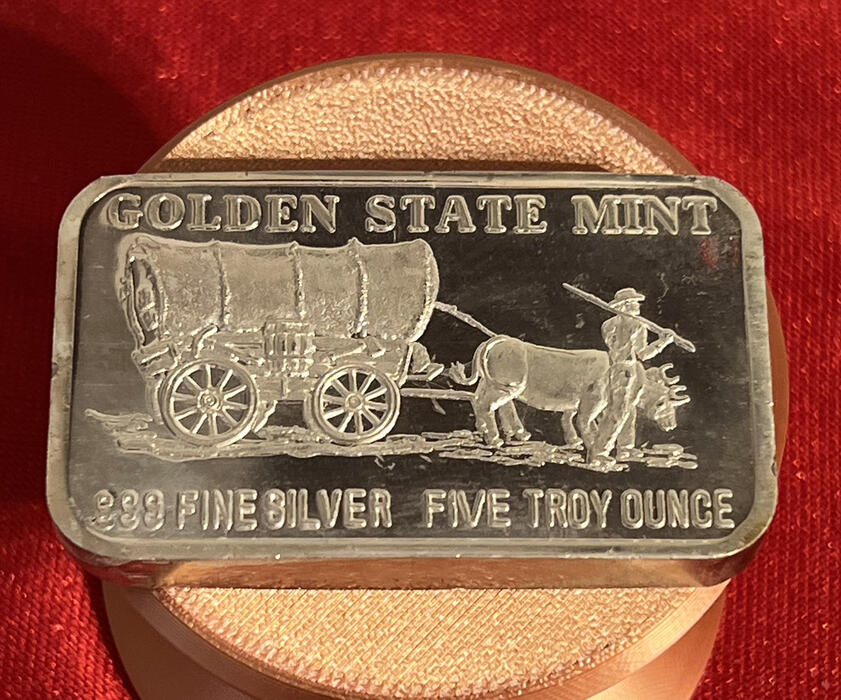 GOLDEN STATE MINT
999 FINE SILVER FIVE TROY OUNCE